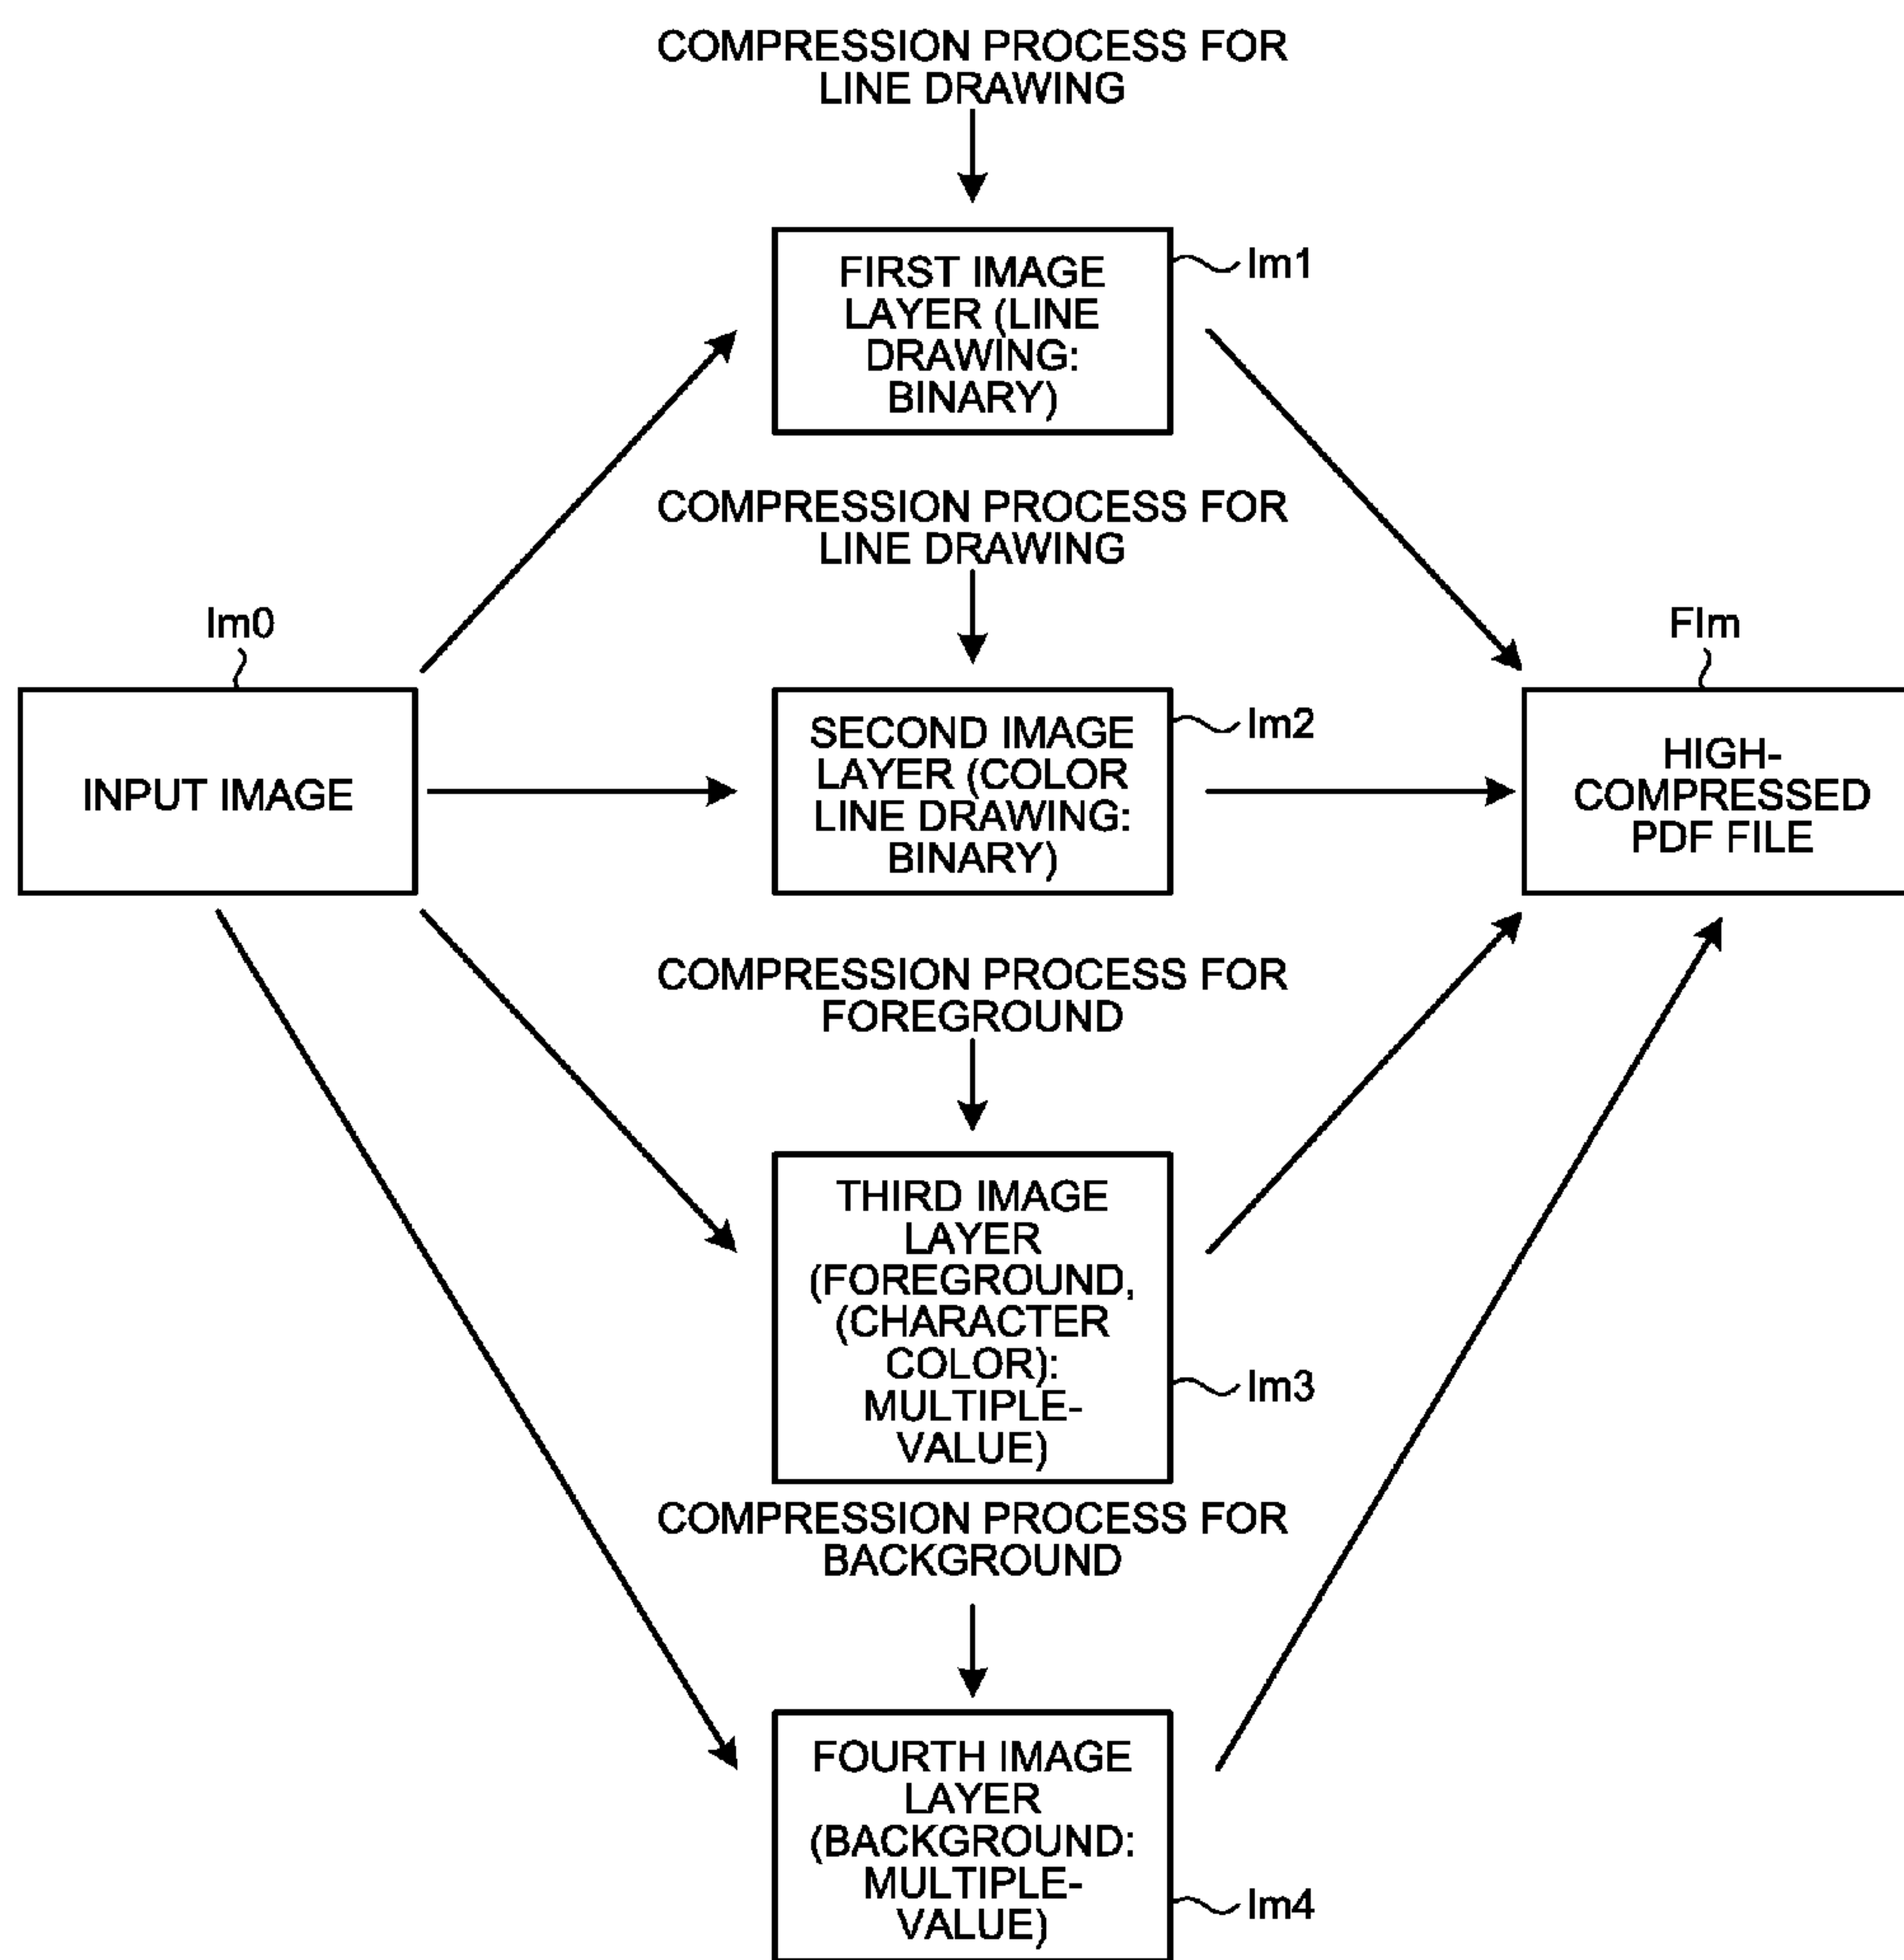 COMPRESSION PROCESS FOR
LINE DRAWING
FIRST IMAGE
LAYER (LINE
DRAWING:
BINARY)
Im1
COMPRESSION PROCESS FOR
LINE DRAWING
Im0
INPUT IMAGE
SECOND IMAGE
LAYER (COLOR
LINE DRAWING:
BINARY)
Im2
FIm
HIGH-
COMPRESSED
PDF FILE
COMPRESSION PROCESS FOR
FOREGROUND
THIRD IMAGE
LAYER
(FOREGROUND,
(CHARACTER
COLOR):
MULTIPLE-
VALUE)
Im3
COMPRESSION PROCESS FOR
BACKGROUND
FOURTH IMAGE
LAYER
(BACKGROUND:
MULTIPLE-
VALUE)
Im4